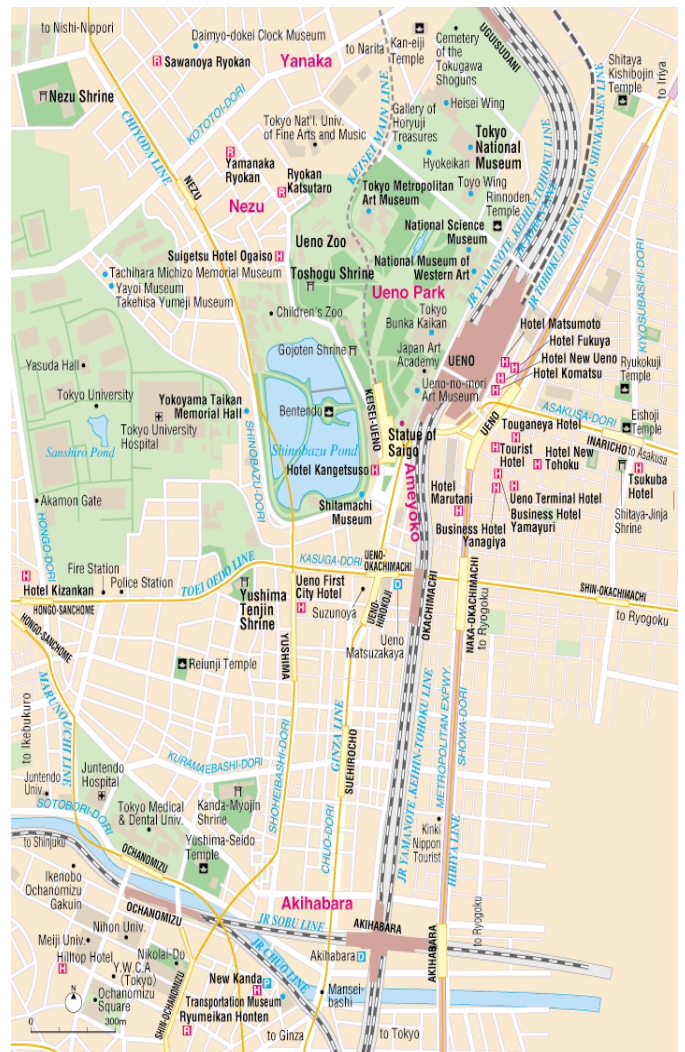 to Nishi-Nippori
Daimyo-dokei Clock Museum
R
Sawanoya Ryokan
Yanaka
to Narita
Kan-eiji
Temple
Cemetery
of the
Tokugawa
Shoguns
UGUISUDANI
Shitaya
Kishibojin
Temple
to Iriya
Nezu Shrine
CHIYODA LINE
KOTOTOI-DORI
Tokyo Nat'l. Univ.
of Fine Arts and Music
KEISEI MAIN LINE
Gallery of
Horyuji
Treasures
Heisei Wing
Hyokeikan
Tokyo
National
Museum
R
Yamanaka
Ryokan
R
Ryokan
Katsutaro
NEZU
Nezu
Tokyo Metropolitan
Art Museum
Toyo Wing
Rinnoden
Temple
JR YAMANOTE, KEIHIN-TOHOKU LINE
JR TOHOKU JOETSU, NAGANO SHINKANSEN LINE
National Science
Museum
Ueno Zoo
Suigetsu Hotel Ogaiso
H
Toshogu Shrine
National Museum of
Western Art
Tachihara Michizo Memorial Museum
Yayoi Museum
Takehisa Yumeji Museum
Ueno Park
KIYOSUBASHI-DORI
Children's Zoo
Tokyo
Bunka Kaikan
Hotel Matsumoto
Hotel Fukuya
Hotel New Ueno
Hotel Komatsu
H
H
H
H
Gojoten Shrine
Japan Art
Academy
UENO
Ryukokuji
Temple
Yasuda Hall
Tokyo University
Yokoyama Taikan
Memorial Hall
Tokyo University
Hospital
Sanshiro Pond
Bentendo
Shinobazu Pond
KEISEI-UENO
Ueno-no-mori
Art Museum
ASAKUSA-DORI
Eishoji
Temple
Statue of
Saigo
UENO
Touganeya Hotel
H
H
Tourist
Hotel
H
Hotel New
Tohoku
INARICHO
to Asakusa
H
Tsukuba
Hotel
SHINOBAZU-DORI
Hotel Kangetsuso
H
Ameyoko
Hotel
Marutani
H
H
H
Ueno Terminal Hotel
Business Hotel
Yamayuri
Business Hotel
Yanagiya
Shitaya-Jinja
Shrine
Akamon Gate
HONGO-DORI
Shitamachi
Museum
KASUGA-DORI
UENO-
OKACHIMACHI
Fire Station
Police Station
TOEI OEDO LINE
H
Hotel Kizankan
HONGO-SANCHOME
HONGO-SANCHOME
Yushima
Tenjin
Shrine
Ueno First
City Hotel
H
Suzunoya
UENO-
HIROKOJI
D
Ueno
Matsuzakaya
OKACHIMACHI
NAKA-OKACHIMACHI
to Ryogoku
SHIN-OKACHIMACHI
to Ryogoku
YUSHIMA
Reiunji Temple
MARUNOUCHI LINE
to Ikebukuro
KURAMAEBASHI-DORI
SHOHEIBASHI-DORI
GINZA LINE
SUEHIROCHO
CHUO-DORI
JR YAMANOTE, KEIHIN-TOHOKU LINE
METROPOLITAN EXPWY.
SHOWA-DORI
HIBIYA LINE
Juntendo
Univ.
Juntendo
Hospital
SOTOBORI-DORI
Tokyo Medical
& Dental Univ.
Kanda-Myojin
Shrine
Yushima-Seido
Temple
Kinki
Nippon
Tourist
to Shinjuku
OCHANOMIZU
Ikenobo
Ochanomizu
Gakuin
OCHANOMIZU
Akihabara
JR SOBU LINE
AKIHABARA
AKIHABARA
to Ryogoku
Nihon Univ.
Meiji Univ.
Hilltop Hotel
H
Nikolai-Do
Y.W.C.A
(Tokyo)
Ochanomizu
Square
JR CHUO LINE
Akihabara
D
New Kanda
P
H
Transportation Museum
Ryumeikan Honten
R
Mansei-
bashi
SHIN-OCHANOMIZU
N
0
300m
to Ginza
to Tokyo